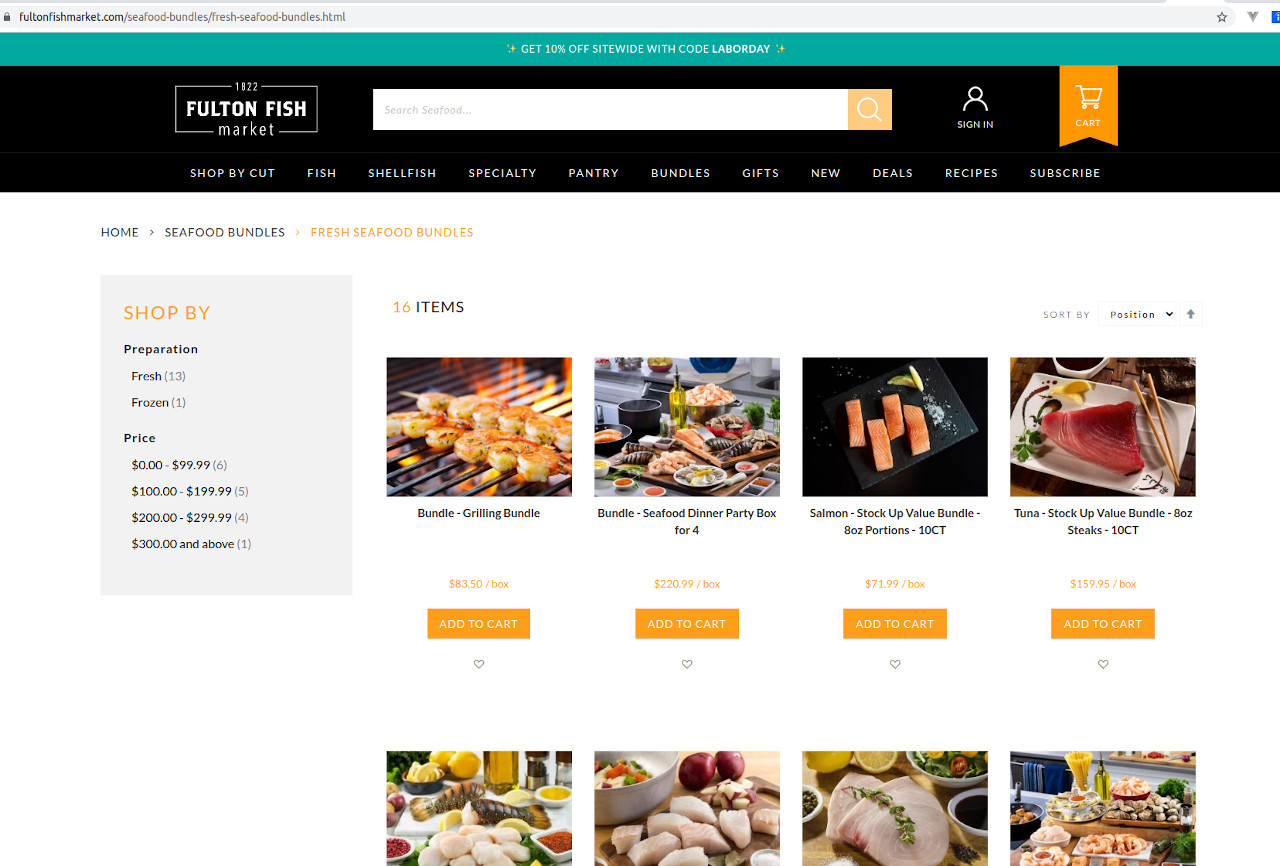 fultonfishmarket.com/seafood-bundles/fresh-seafood-bundles.html
✨ GET 10% OFF SITEWIDE WITH CODE LABORDAY ✨
1822
FULTON FISH
market
Search Seafood...
SIGN IN
CART
SHOP BY CUT FISH SHELLFISH SPECIALTY PANTRY BUNDLES GIFTS NEW DEALS RECIPES SUBSCRIBE
HOME > SEAFOOD BUNDLES > FRESH SEAFOOD BUNDLES
SHOP BY
Preparation
Fresh (13)
Frozen (1)
Price
$0.00 - $99.99 (6)
$100.00 - $199.99 (5)
$200.00 - $299.99 (4)
$300.00 and above (1)
16 ITEMS
SORT BY Position
Bundle - Grilling Bundle
$83.50 / box
ADD TO CART
Bundle - Seafood Dinner Party Box
for 4
$220.99 / box
ADD TO CART
Salmon - Stock Up Value Bundle -
8oz Portions - 10CT
$71.99 / box
ADD TO CART
Tuna - Stock Up Value Bundle - 8oz
Steaks - 10CT
$159.95 / box
ADD TO CART